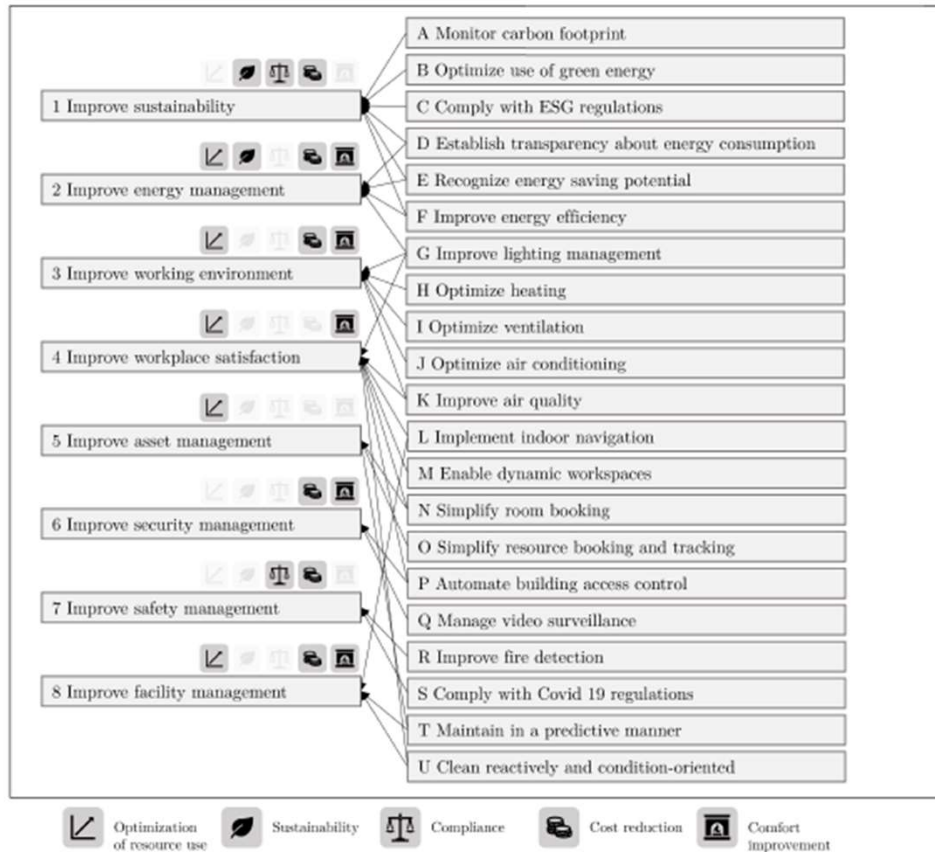 A Monitor carbon footprint
B Optimize use of green energy
1 Improve sustainability
C Comply with ESG regulations
D Establish transparency about energy consumption
E Recognize energy saving potential
2 Improve energy management
F Improve energy efficiency
G Improve lighting management
3 Improve working environment
H Optimize heating
I Optimize ventilation
4 Improve workplace satisfaction
J Optimize air conditioning
K Improve air quality
5 Improve asset management
L Implement indoor navigation
M Enable dynamic workspaces
N Simplify room booking
6 Improve security management
O Simplify resource booking and tracking
P Automate building access control
7 Improve safety management
Q Manage video surveillance
R Improve fire detection
8 Improve facility management
S Comply with Covid 19 regulations
T Maintain in a predictive manner
U Clean reactively and condition-oriented
Optimization
of resource use
Sustainability
Compliance
Cost reduction
Comfort
improvement